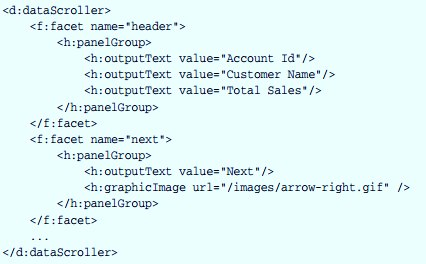 <d:dataScroller>
    <f:facet name="header">
        <h:panelGroup>
            <h:outputText value="Account Id"/>
            <h:outputText value="Customer Name"/>
            <h:outputText value="Total Sales"/>
        </h:panelGroup>
    </f:facet>
    <f:facet name="next">
        <h:panelGroup>
            <h:outputText value="Next"/>
            <h:graphicImage url="/images/arrow-right.gif" />
        </h:panelGroup>
    </f:facet>
    ...
</d:dataScroller>